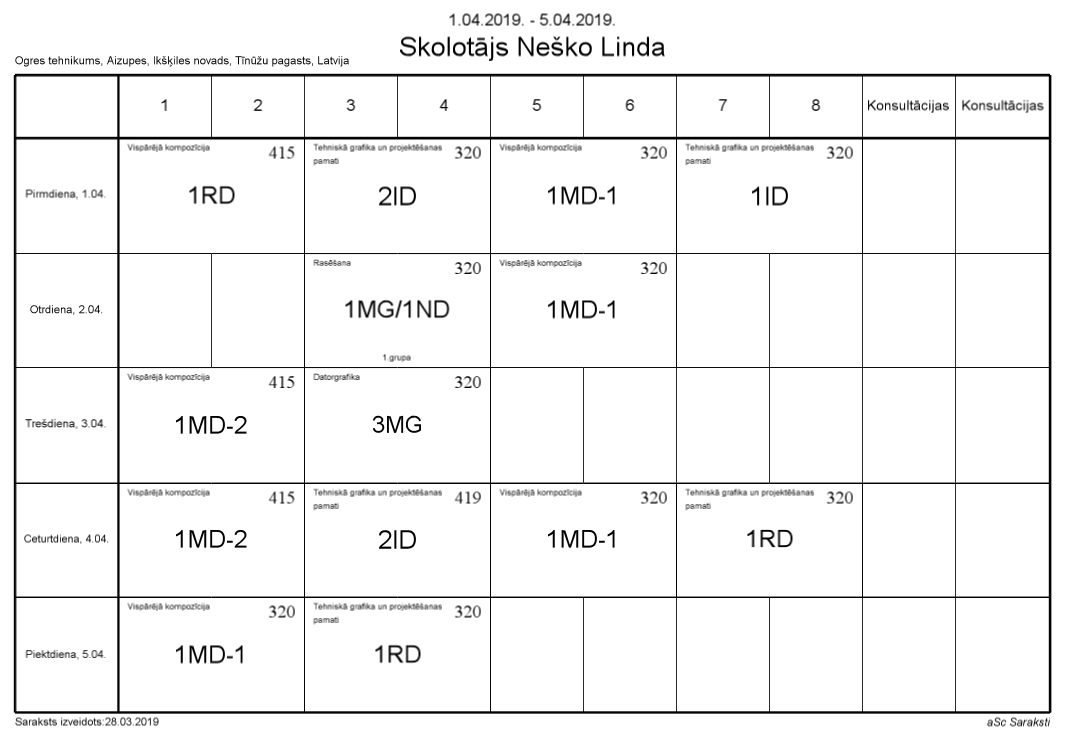 1.04.2019. - 5.04.2019.
Skolotājs Neško Linda
Ogres tehnikums, Aizupes, Ikšķiles novads, Tīnūžu pagasts, Latvija
1 2 3 4 5 6 7 8 Konsultācijas Konsultācijas
Pirmdiena, 1.04.
Vispārējā kompozīcija 415
1RD
Tehniskā grafika un projektēšanas 320
pamati
2ID
Vispārējā kompozīcija 320
1MD-1
Tehniskā grafika un projektēšanas 320
pamati
1ID
Otrdiena, 2.04.
Rasēšana 320
1MG/1ND
1.grupa
Vispārējā kompozīcija 320
1MD-1
Trešdiena, 3.04.
Vispārējā kompozīcija 415
1MD-2
Datorgrafika 320
3MG
Ceturtdiena, 4.04.
Vispārējā kompozīcija 415
1MD-2
Tehniskā grafika un projektēšanas 419
pamati
2ID
Vispārējā kompozīcija 320
1MD-1
Tehniskā grafika un projektēšanas 320
pamati
1RD
Piektdiena, 5.04.
Vispārējā kompozīcija 320
1MD-1
Tehniskā grafika un projektēšanas 320
pamati
1RD
Saraksts izveidots:28.03.2019
aSc Saraksti